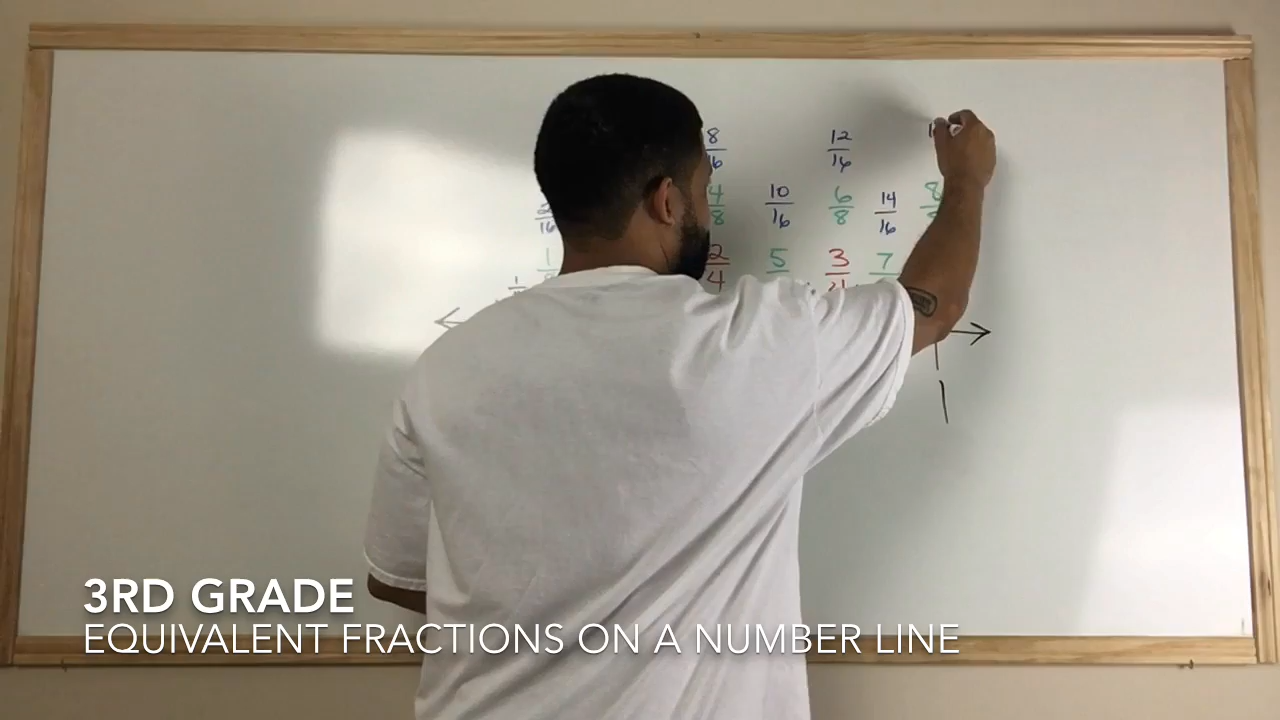 8/16 12/16
2/16 4/8 10/16 6/8 14/16 8
1 2/4 5 3/4 7
1
3RD GRADE
EQUIVALENT FRACTIONS ON A NUMBER LINE